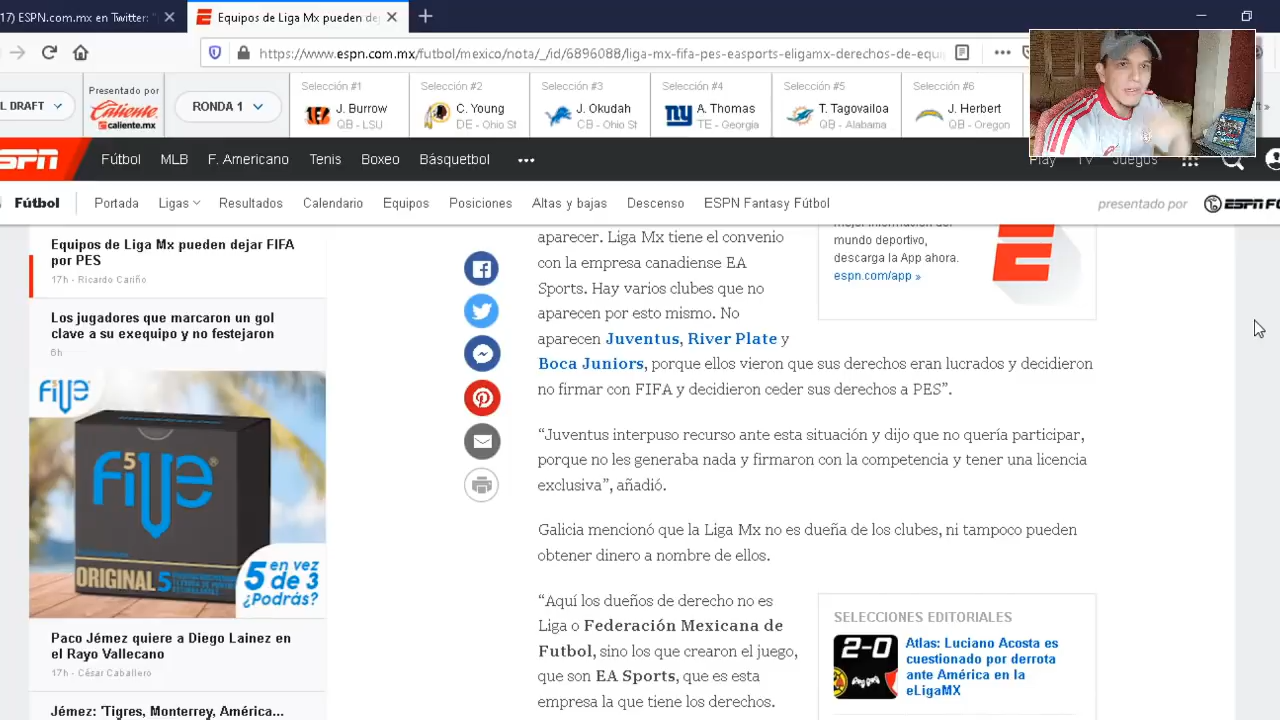 17) ESPN.com.mx en Twitter: "
Equipos de Liga Mx pueden de
https://www.espn.com.mx/futbol/mexico/nota/_/id/6896088/liga-mx-fifa-pes-easports-eligamx-derechos-de-equ
L DRAFT
Presentado por
Caliente
caliente.mx
RONDA 1
Selección #1
J. Burrow
QB - LSU
Selección #2
C. Young
DE - Ohio St
Selección #3
J. Okudah
CB - Ohio St
Selección #4
A. Thomas
TE - Georgia
Selección #5
T. Tagovailoa
QB - Alabama
Selección #6
J. Herbert
QB - Oregon
ESPN
Fútbol
MLB
F. Americano
Tenis
Boxeo
Básquetbol
Play
TV
Juegos
Fútbol
Portada
Ligas
Resultados
Calendario
Equipos
Posiciones
Altas y bajas
Descenso
ESPN Fantasy Fútbol
presentado por
ESPN FC
Equipos de Liga Mx pueden dejar FIFA
por PES
17h - Ricardo Cariño
Los jugadores que marcaron un gol
clave a su exequipo y no festejaron
6h
five
five
5
ORIGINAL 5
5 en vez
de 3
¿Podrás?
Paco Jémez quiere a Diego Lainez en
el Rayo Vallecano
17h - César Caballero
Jémez: 'Tigres, Monterrey, América...
aparecer. Liga Mx tiene el convenio
con la empresa canadiense EA
Sports. Hay varios clubes que no
aparecen por esto mismo. No
aparecen Juventus, River Plate y
Boca Juniors, porque ellos vieron que sus derechos eran lucrados y decidieron
no firmar con FIFA y decidieron ceder sus derechos a PES”.
“Juventus interpuso recurso ante esta situación y dijo que no quería participar,
porque no les generaba nada y firmaron con la competencia y tener una licencia
exclusiva”, añadió.
Galicia mencionó que la Liga Mx no es dueña de los clubes, ni tampoco pueden
obtener dinero a nombre de ellos.
“Aquí los dueños de derecho no es
Liga o Federación Mexicana de
Futbol, sino los que crearon el juego,
que son EA Sports, que es esta
empresa la que tiene los derechos.
mejor información del
mundo deportivo,
descarga la App ahora.
espn.com/app »
SELECCIONES EDITORIALES
2-0
Atlas: Luciano Acosta es
cuestionado por derrota
ante América en la
eLigaMX